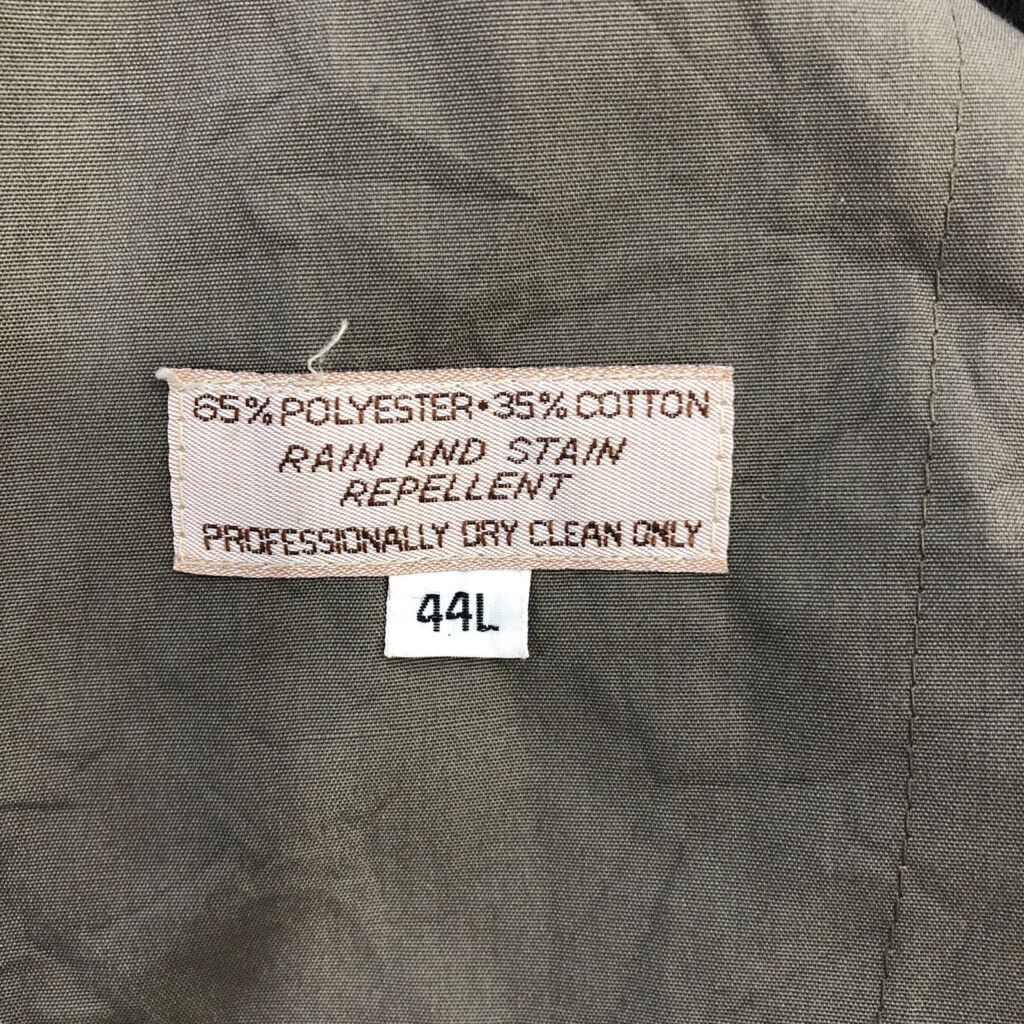 65% POLYESTER • 35% COTTON
RAIN AND STAIN
REPELLENT
PROFESSIONALLY DRY CLEAN ONLY
44L